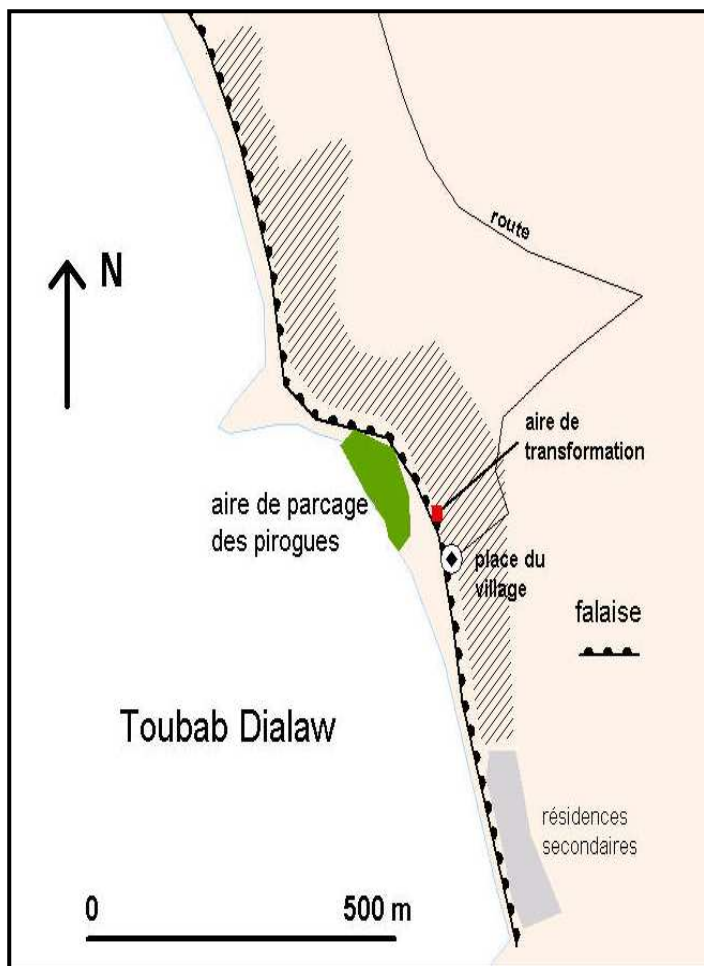 route
N
aire de
transformation
aire de parcage
des pirogues
place du
village
falaise
Toubab Dialaw
résidences
secondaires
0 500 m